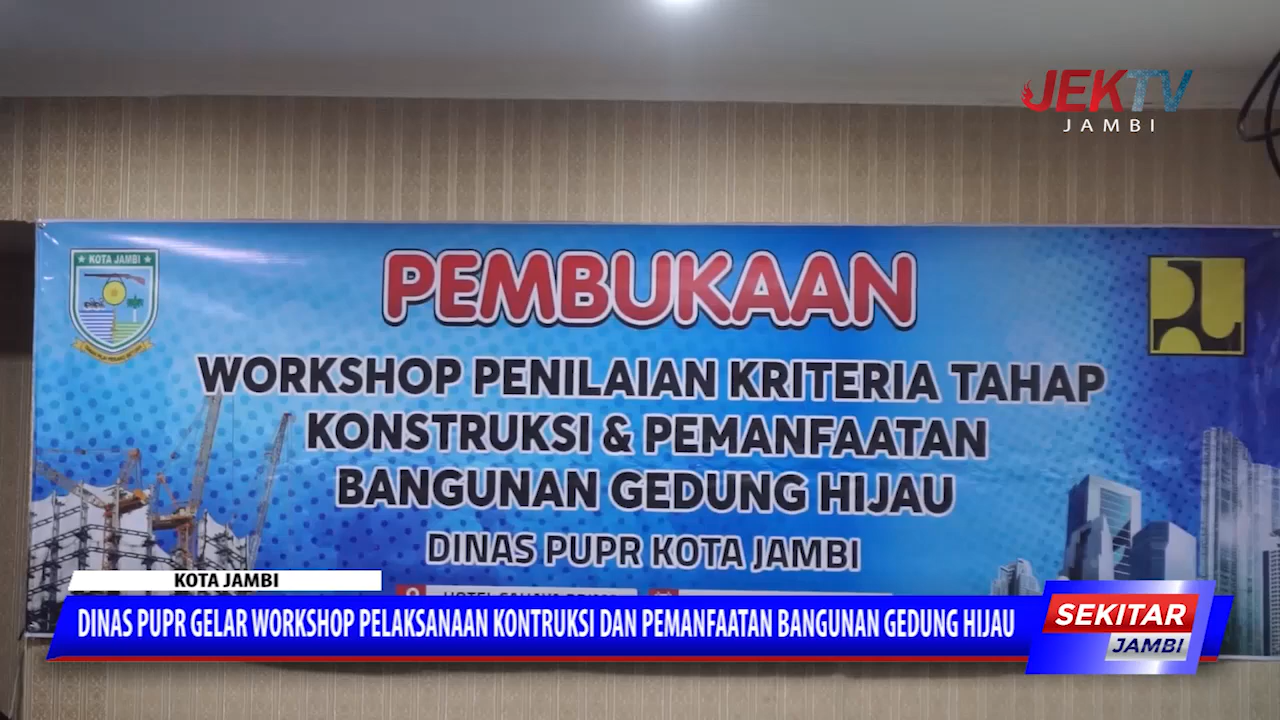 JEKTV
JAMBI
KOTA JAMBI
PEMBUKAAN
WORKSHOP PENILAIAN KRITERIA TAHAP
KONSTRUKSI & PEMANFAATAN
BANGUNAN GEDUNG HIJAU
DINAS PUPR KOTA JAMBI
HOTEL
KOTA JAMBI
DINAS PUPR GELAR WORKSHOP PELAKSANAAN KONTRUKSI DAN PEMANFAATAN BANGUNAN GEDUNG HIJAU
SEKITAR
JAMBI